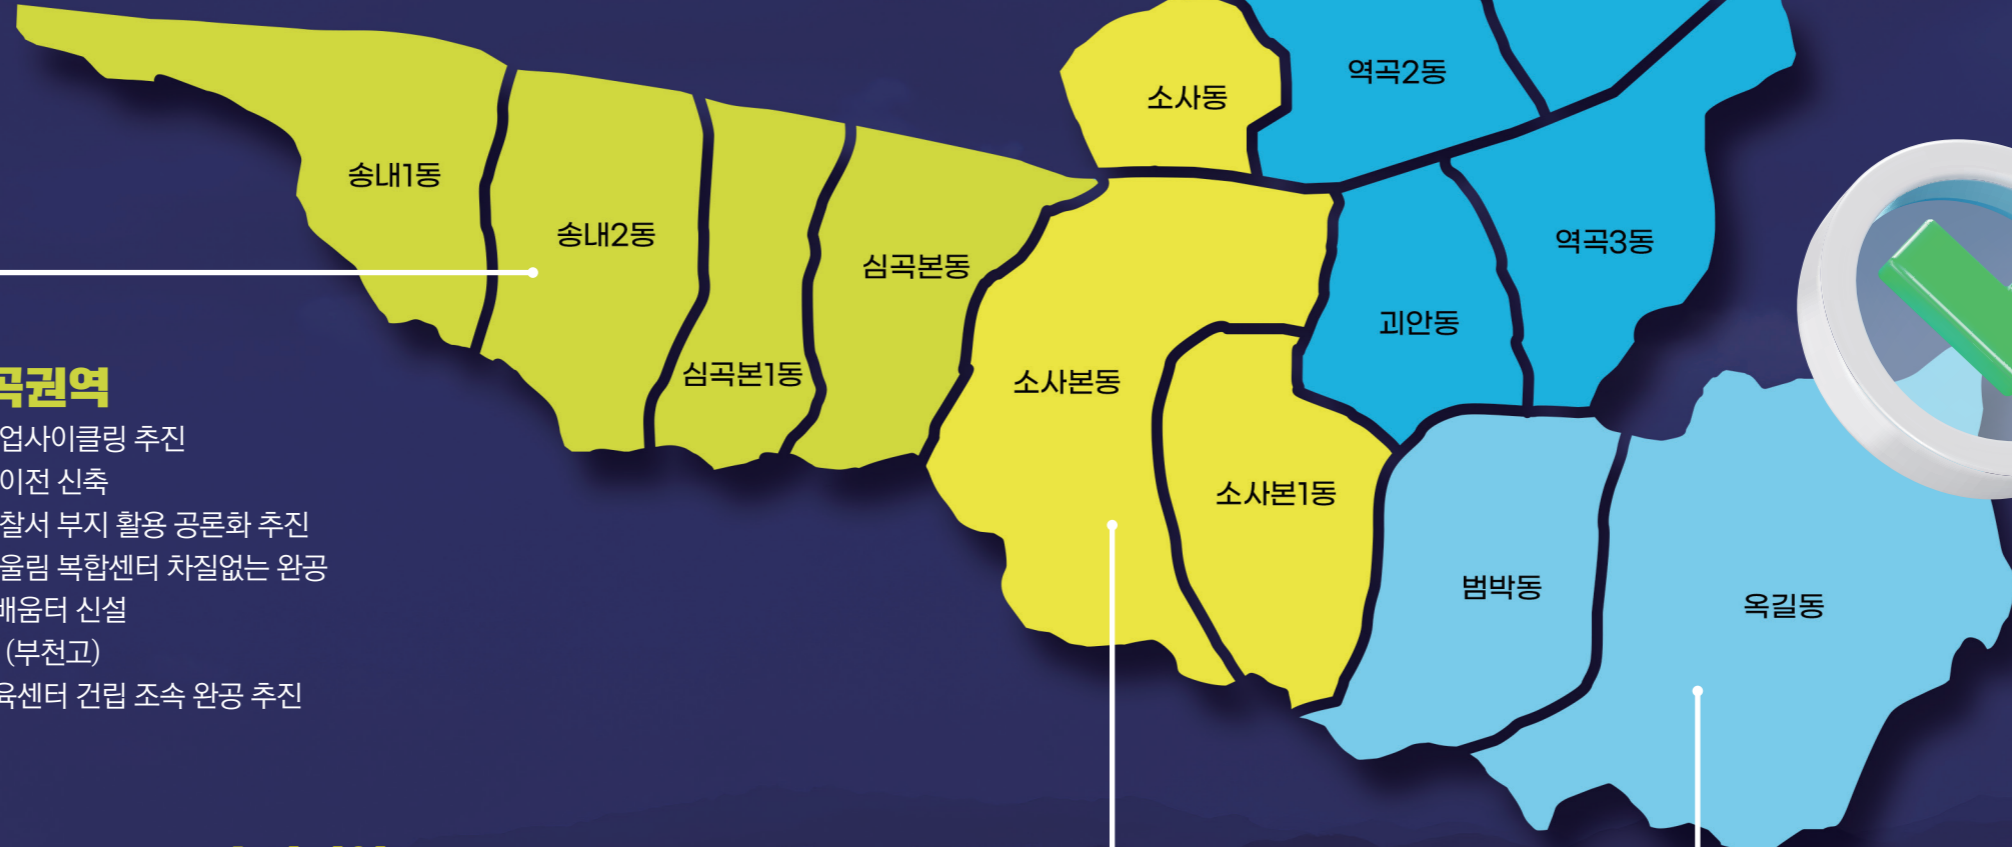 역곡2동
소사동
송내1동
송내2동
역곡3동
심곡본동
괴안동
심곡본1동
소사본동
소사본1동
범박동
옥길동
곡권역
업사이클링 추진
이전 신축
찰서 부지 활용 공론화 추진
울림 복합센터 차질없는 완공
배움터 신설
(부천고)
육센터 건립 조속 완공 추진